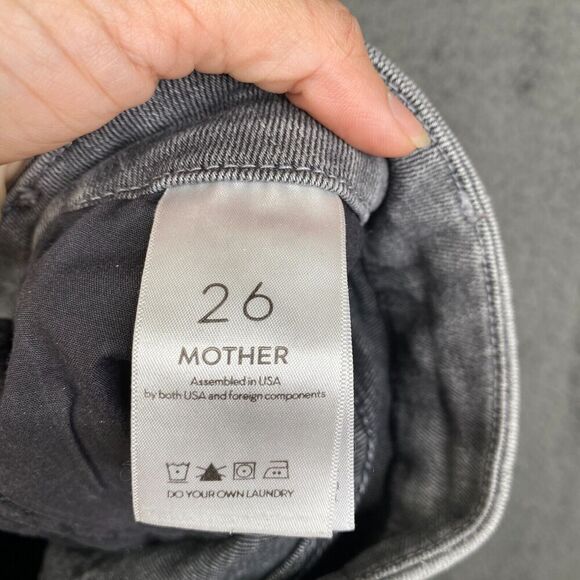 26
MOTHER
Assembled in USA
by both USA and foreign components
DO YOUR OWN LAUNDRY